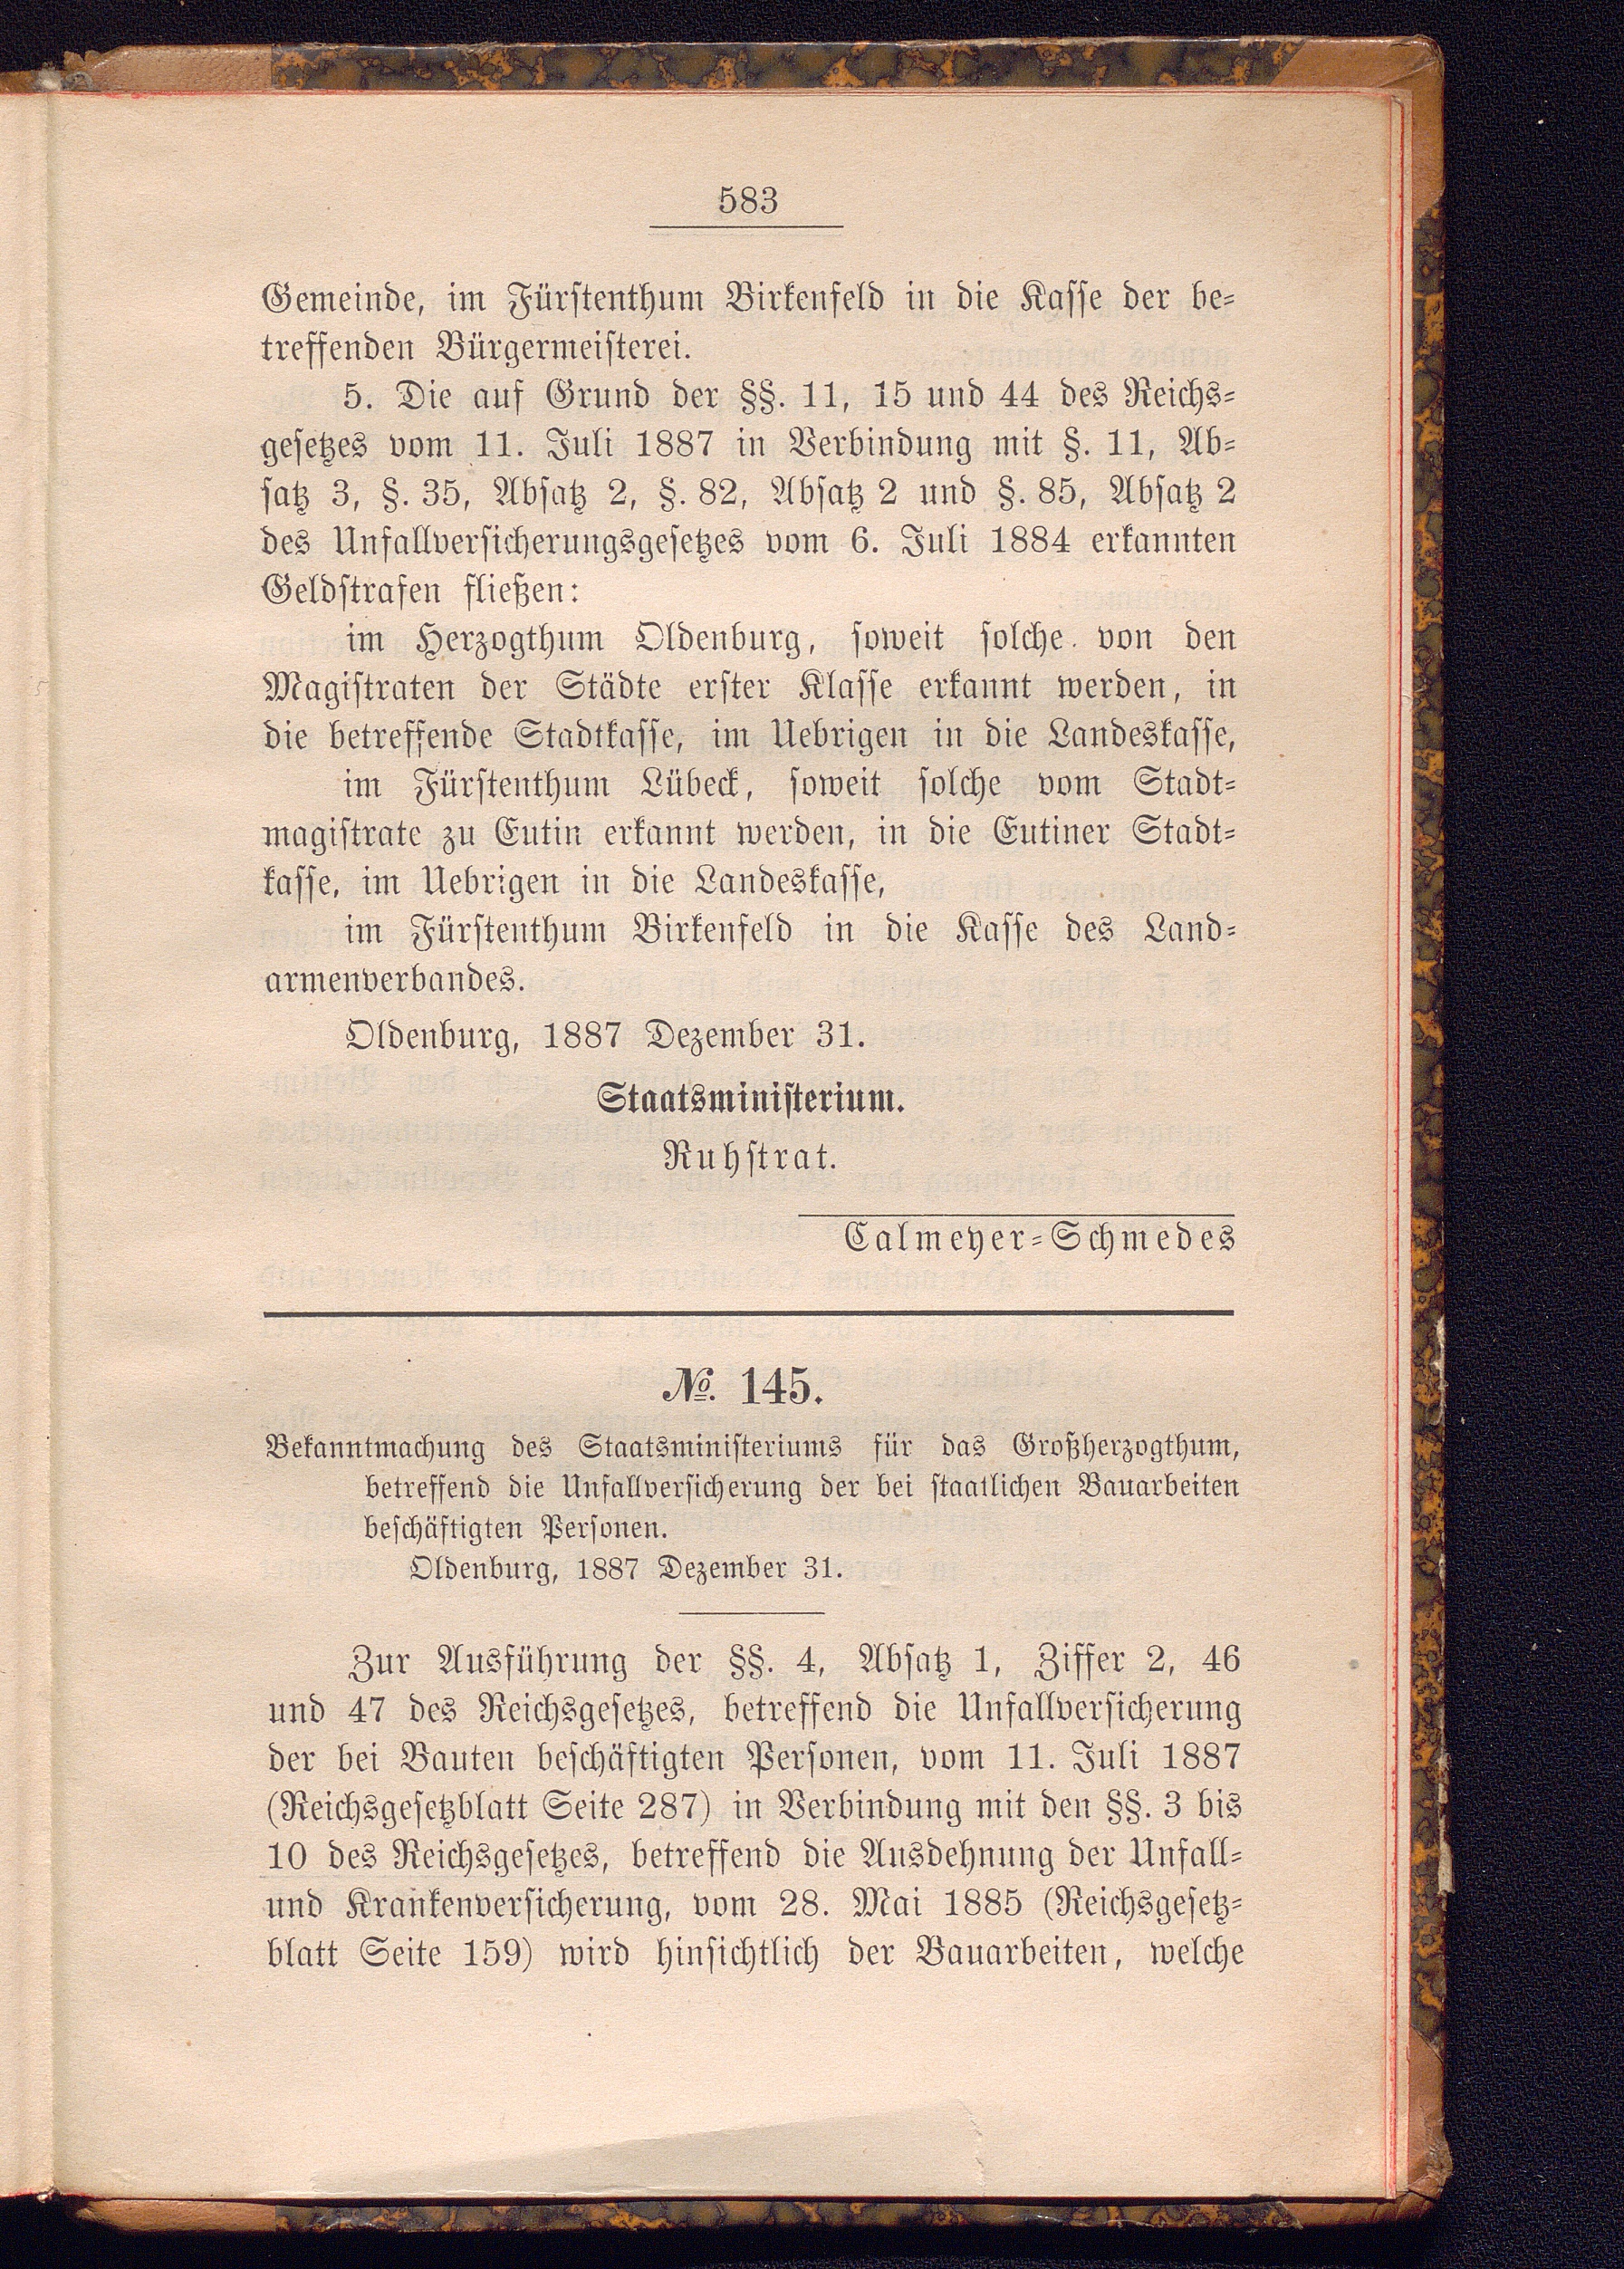 583
Gemeinde, im Fürstenthum Birkenfeld in die Kasse der be-
treffenden Bürgermeisterei.
5. Die auf Grund der §§. 11, 15 und 44 des Reichs-
gesetzes vom 11. Juli 1887 in Verbindung mit §. 11, Ab-
satz 3, §. 35, Absatz 2, §. 82, Absatz 2 und §. 85, Absatz 2
des Unfallversicherungsgesetzes vom 6. Juli 1884 erkannten
Geldstrafen fließen:
im Herzogthum Oldenburg, soweit solche von den
Magistraten der Städte erster Klasse erkannt werden, in
die betreffende Stadtkasse, im Uebrigen in die Landeskasse,
im Fürstenthum Lübeck, soweit solche vom Stadt-
magistrate zu Eutin erkannt werden, in die Eutiner Stadt-
kasse, im Uebrigen in die Landeskasse,
im Fürstenthum Birkenfeld in die Kasse des Land-
armenverbandes.
Oldenburg, 1887 Dezember 31.
Staatsministerium.
Ruhstrat.
Calmeyer-Schmedes
№. 145.
Bekanntmachung des Staatsministeriums für das Großherzogthum,
betreffend die Unfallversicherung der bei staatlichen Bauarbeiten
beschäftigten Personen.
Oldenburg, 1887 Dezember 31.
Zur Ausführung der §§. 4, Absatz 1, Ziffer 2, 46
und 47 des Reichsgesetzes, betreffend die Unfallversicherung
der bei Bauten beschäftigten Personen, vom 11. Juli 1887
(Reichsgesetzblatt Seite 287) in Verbindung mit den §§. 3 bis
10 des Reichsgesetzes, betreffend die Ausdehnung der Unfall-
und Krankenversicherung, vom 28. Mai 1885 (Reichsgesetz-
blatt Seite 159) wird hinsichtlich der Bauarbeiten, welche